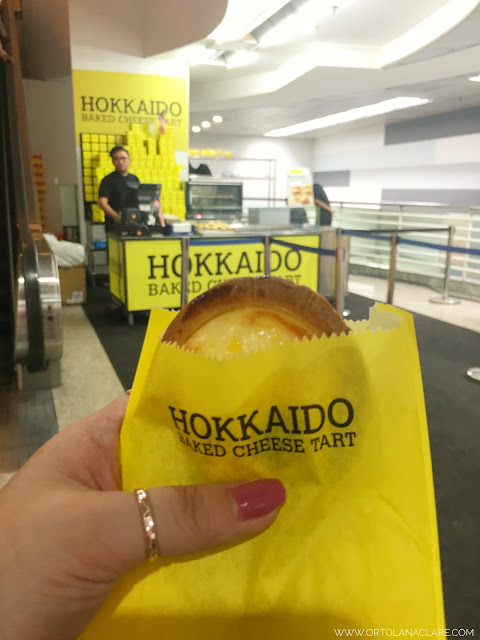 HOKKAIDO
BAKED CHEESE TART
HOKKAIDO
BAKED CHEESE TART
HOKKAIDO
BAKED CHEESE TART
WWW.ORTOLANACLARE.COM